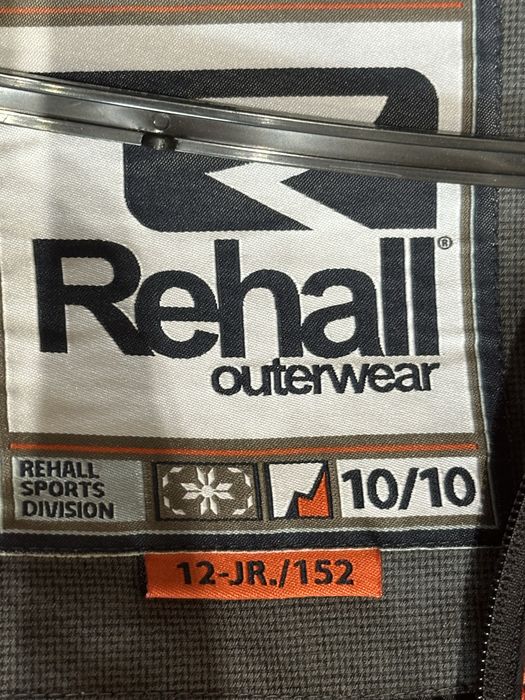 Rehall®
outerwear
REHALL
SPORTS
DIVISION
10/10
12-JR./152